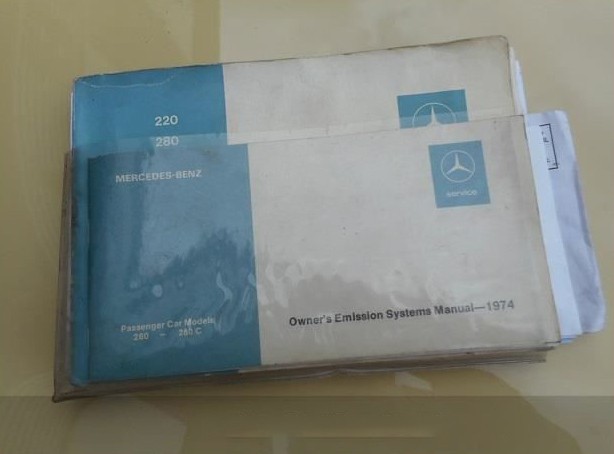 220
280
MERCEDES-BENZ
service
Owner's Emission Systems Manual—1974
Passenger Car Models
280 — 280 C